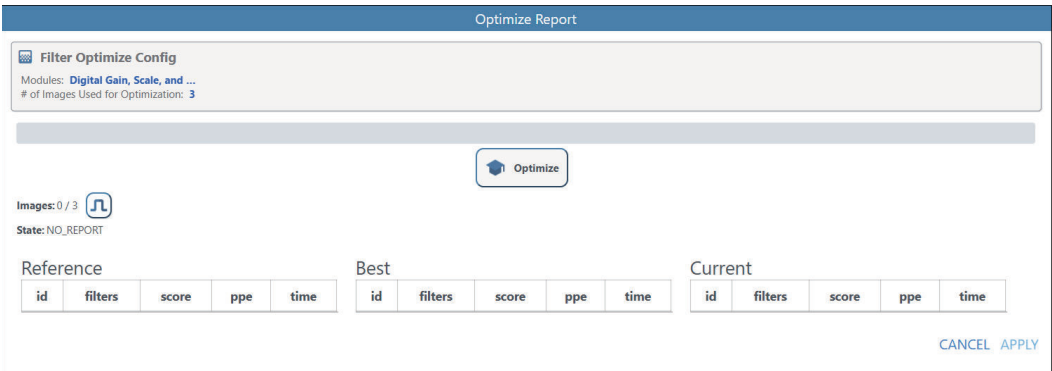 Optimize Report
Filter Optimize Config
Modules: Digital Gain, Scale, and ...
# of Images Used for Optimization: 3
Optimize
Images: 0 / 3
State: NO_REPORT
Reference Best Current
id filters score ppe time id filters score ppe time id filters score ppe time
CANCEL APPLY